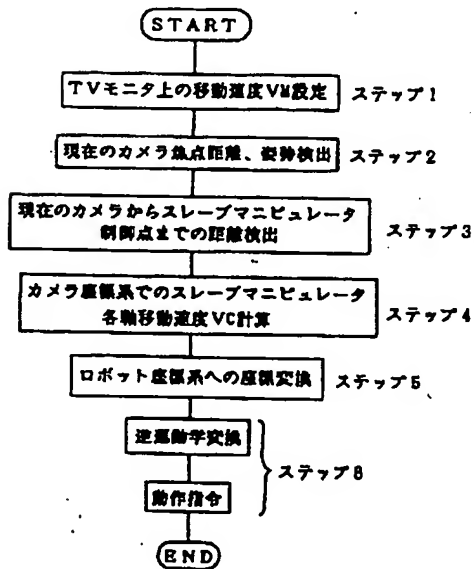 START
TVモニタ上の移動速度VM設定
ステップ1
現在のカメラ焦点距離、姿勢検出
ステップ2
現在のカメラからスレーブマニピュレータ
制御点までの距離検出
ステップ3
カメラ座標系でのスレーブマニピュレータ
各軸移動速度VC計算
ステップ4
ロボット座標系への座標変換
ステップ5
逆運動学変換
動作指令
ステップ8
END